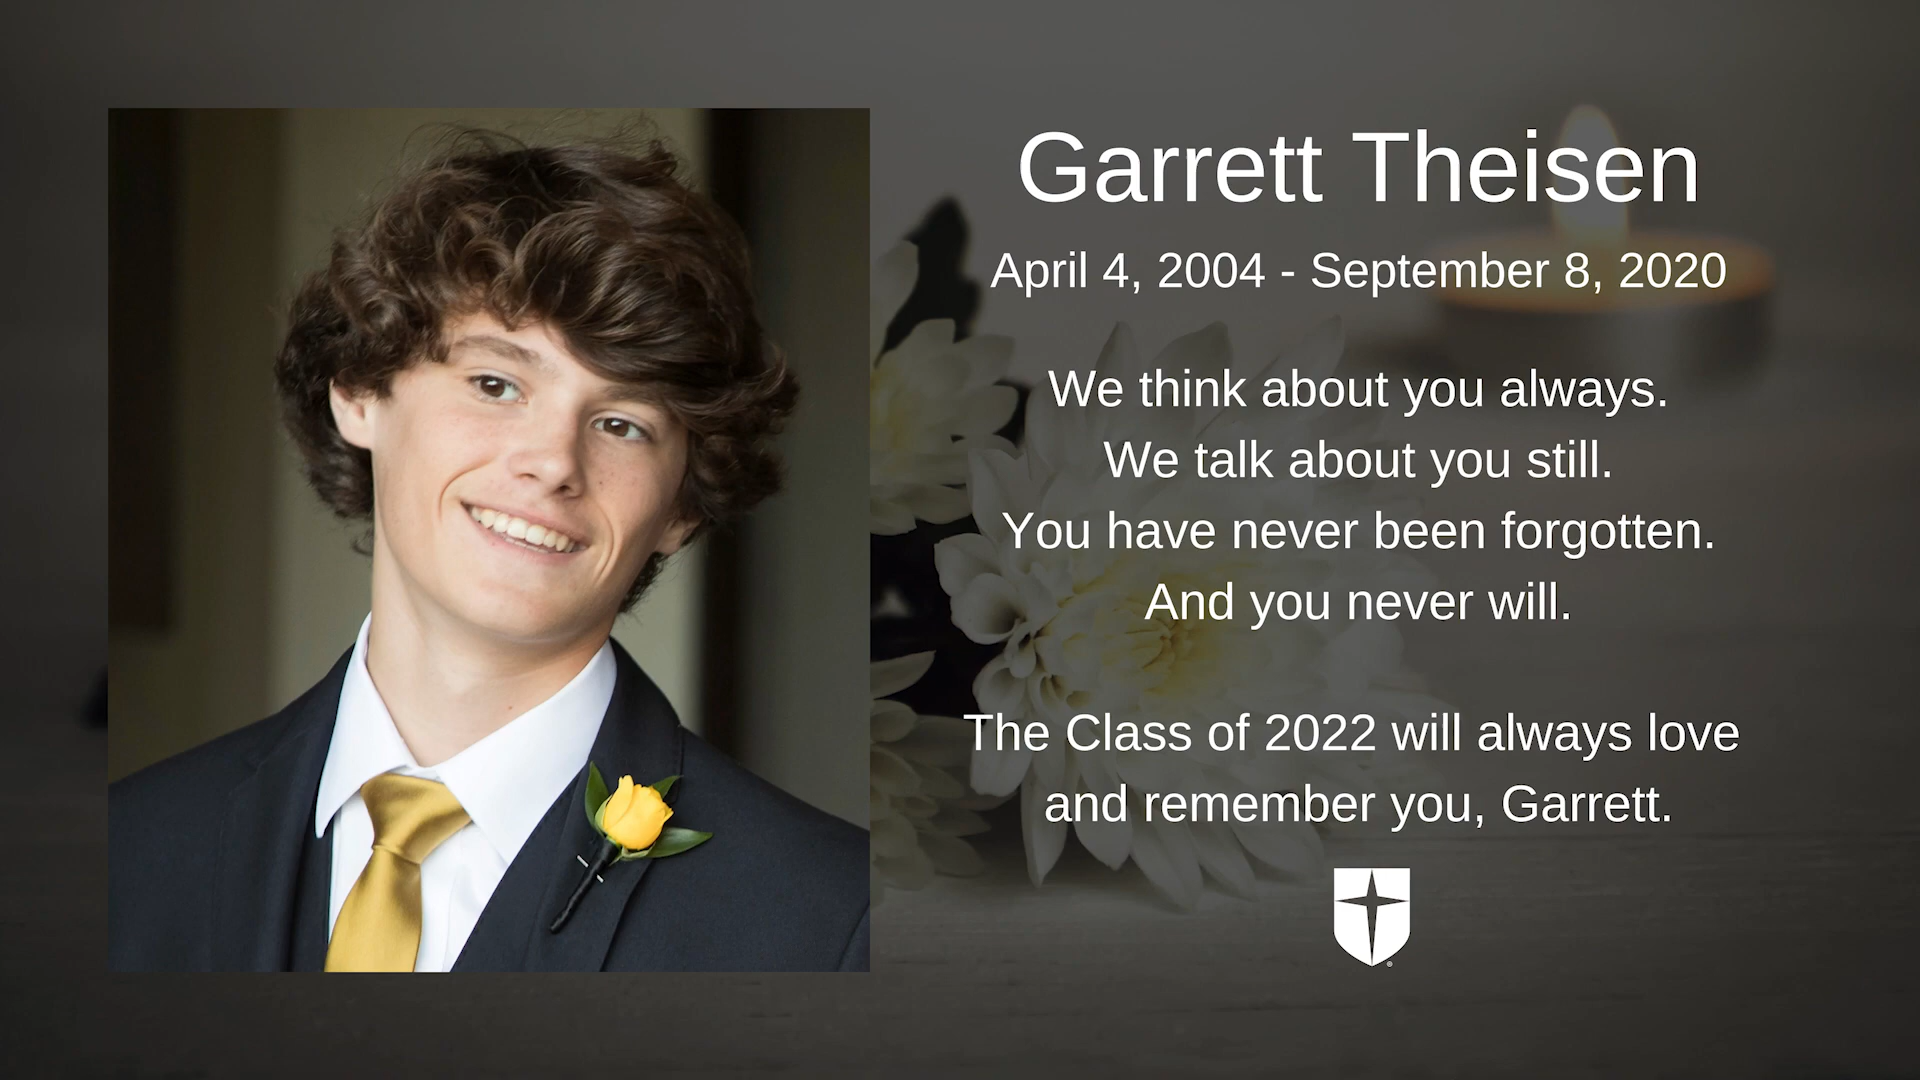 Garrett Theisen
April 4, 2004 - September 8, 2020
We think about you always.
We talk about you still.
You have never been forgotten.
And you never will.
The Class of 2022 will always love
and remember you, Garrett.
®